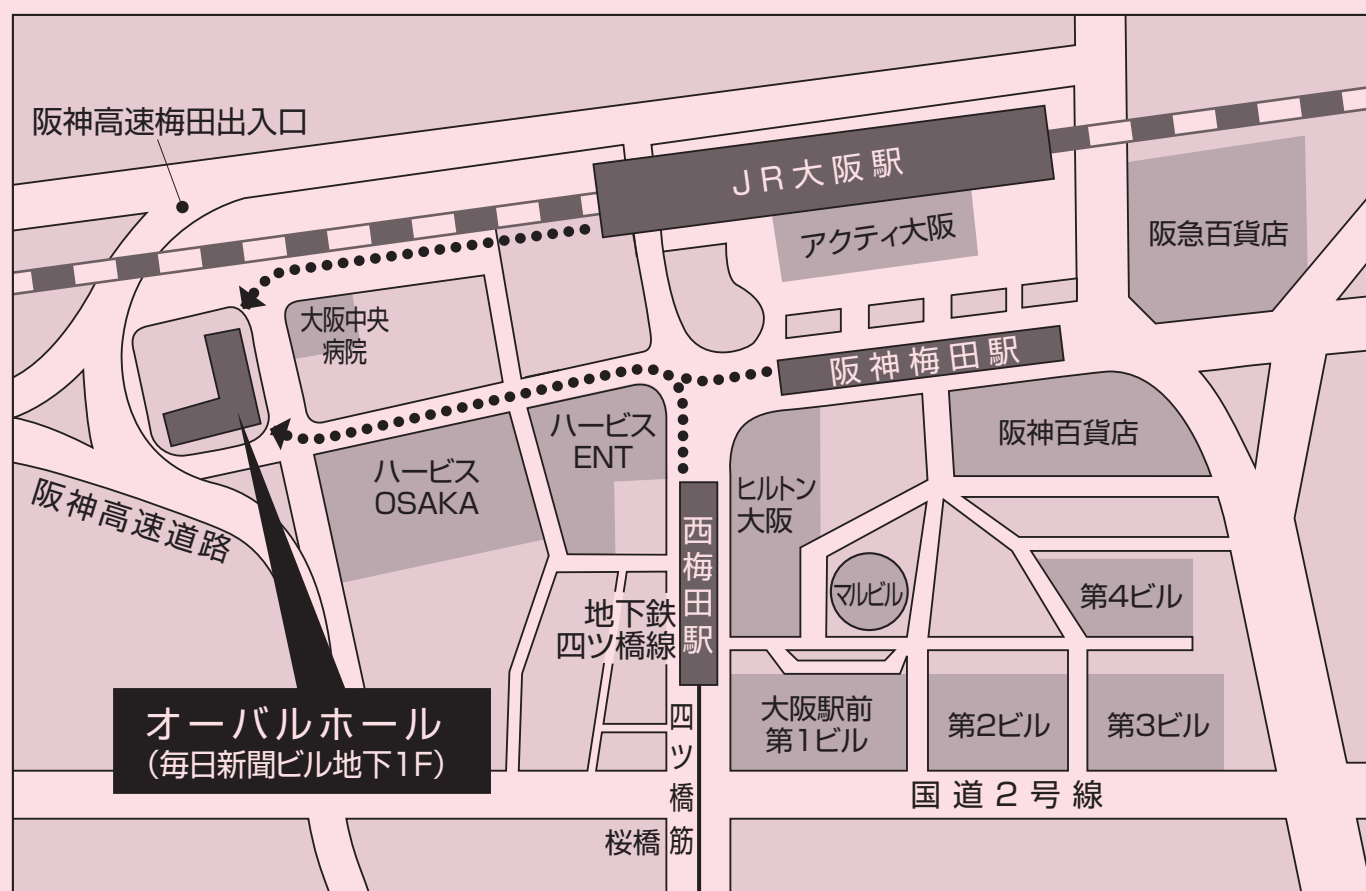 阪神高速梅田出入口
JR大阪駅
アクティ大阪
阪急百貨店
大阪中央
病院
阪神梅田駅
ハービス
ENT
阪神百貨店
ハービス
OSAKA
ヒルトン
大阪
阪神高速道路
西梅田駅
マルビル
第4ビル
地下鉄
四ツ橋線
オーバルホール
（毎日新聞ビル地下1F）
四ツ橋筋
大阪駅前
第1ビル
第2ビル
第3ビル
国道2号線
桜橋